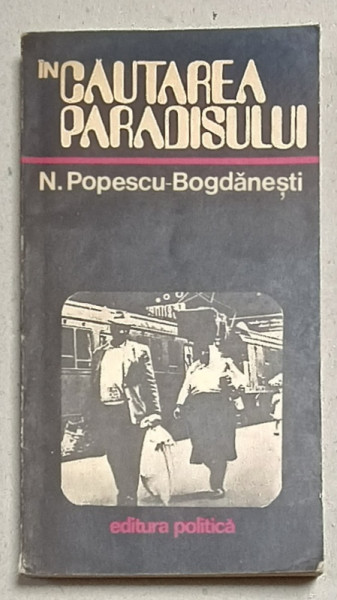 ÎN
CĂUTAREA
PARADISULUI
N. Popescu-Bogdănești
editura politică